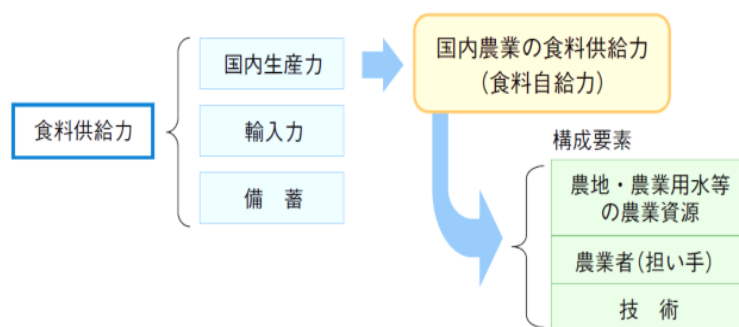 食料供給力
国内生産力
輸入力
備 蓄
国内農業の食料供給力
(食料自給力)
構成要素
農地・農業用水等
の農業資源
農業者(担い手)
技 術